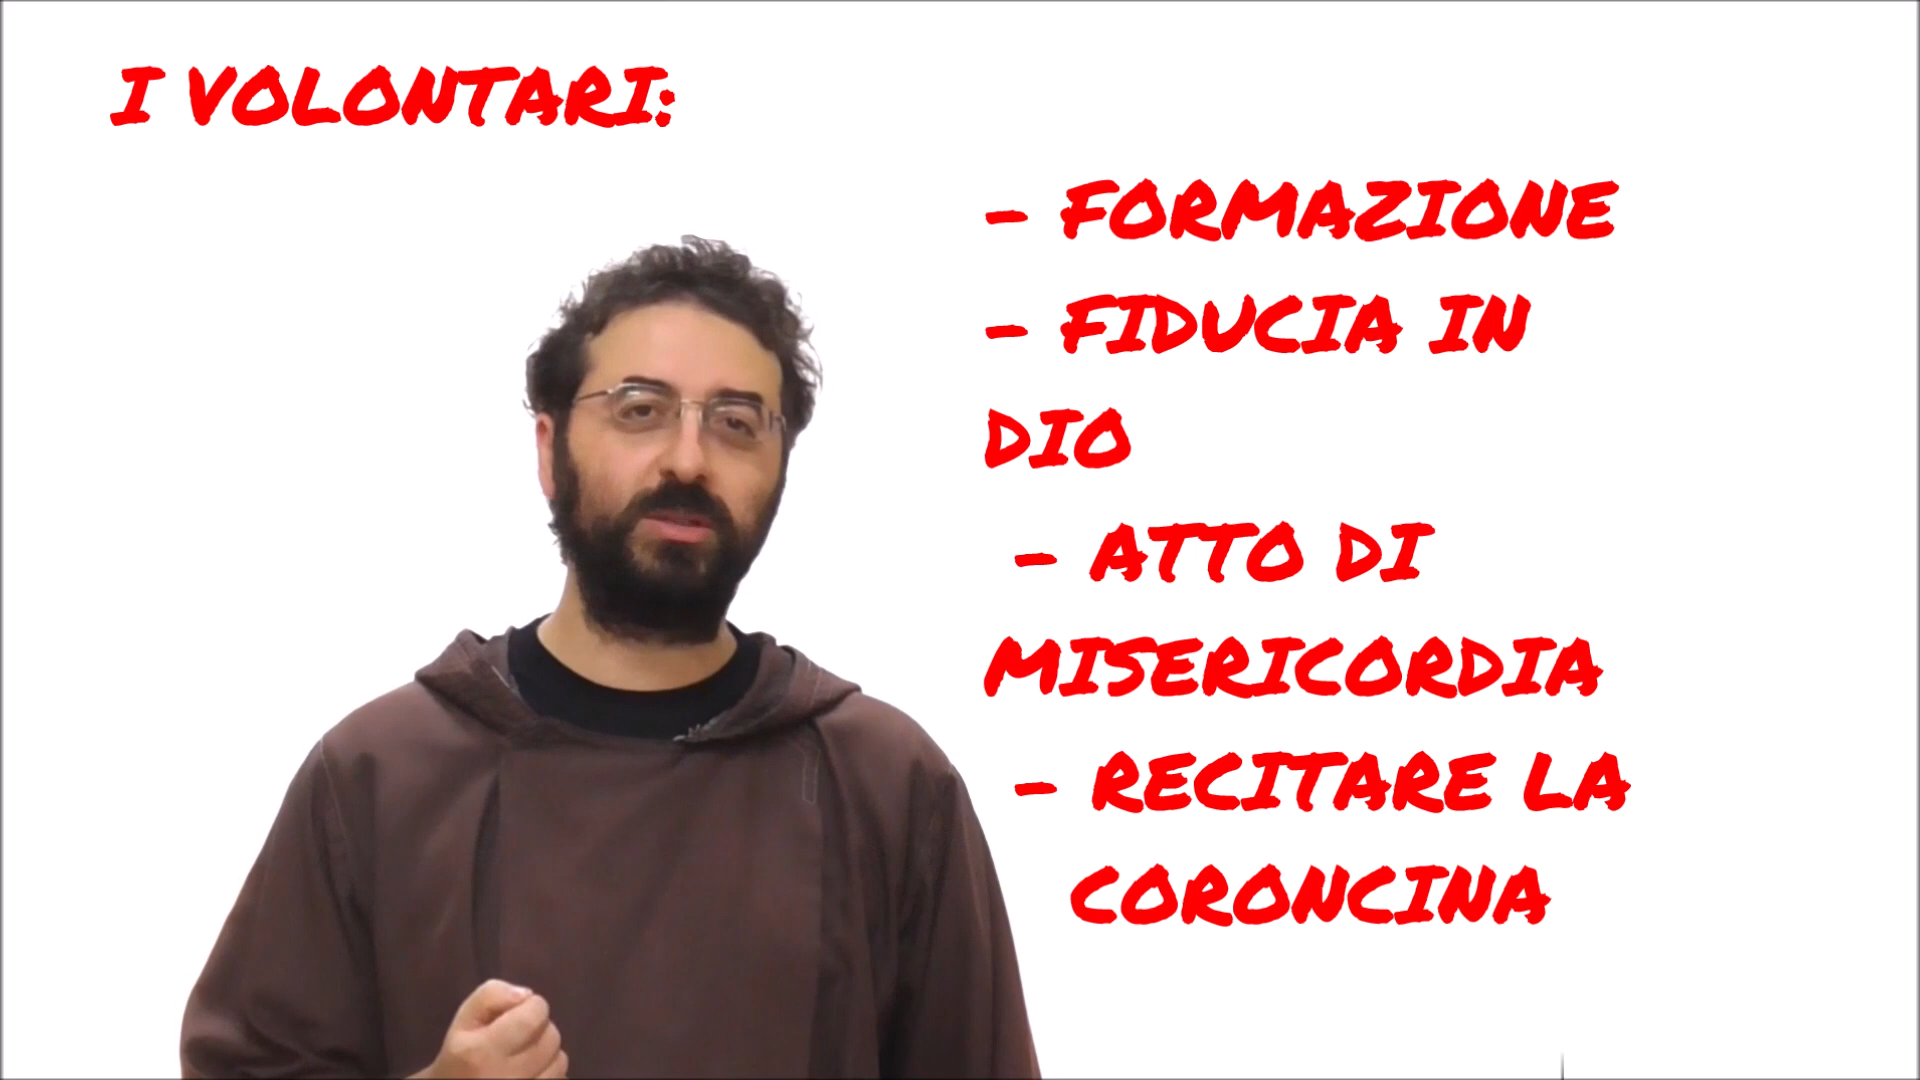 I VOLONTARI:
- FORMAZIONE
- FIDUCIA IN
DIO
- ATTO DI
MISERICORDIA
- RECITARE LA
CORONCINA